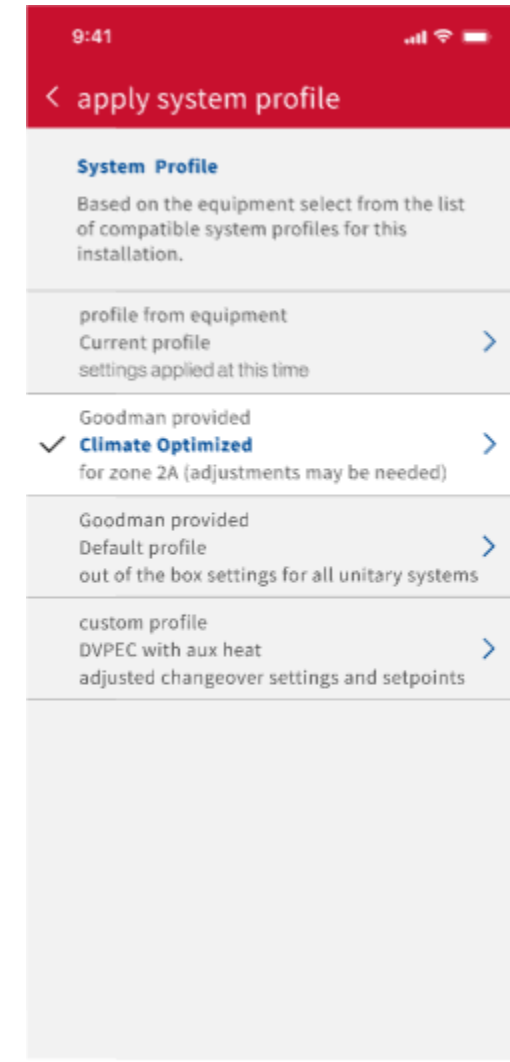 9:41
apply system profile
System Profile
Based on the equipment select from the list
of compatible system profiles for this
installation.
profile from equipment
Current profile
settings applied at this time
Goodman provided
Climate Optimized
for zone 2A (adjustments may be needed)
Goodman provided
Default profile
out of the box settings for all unitary systems
custom profile
DVPEC with aux heat
adjusted changeover settings and setpoints